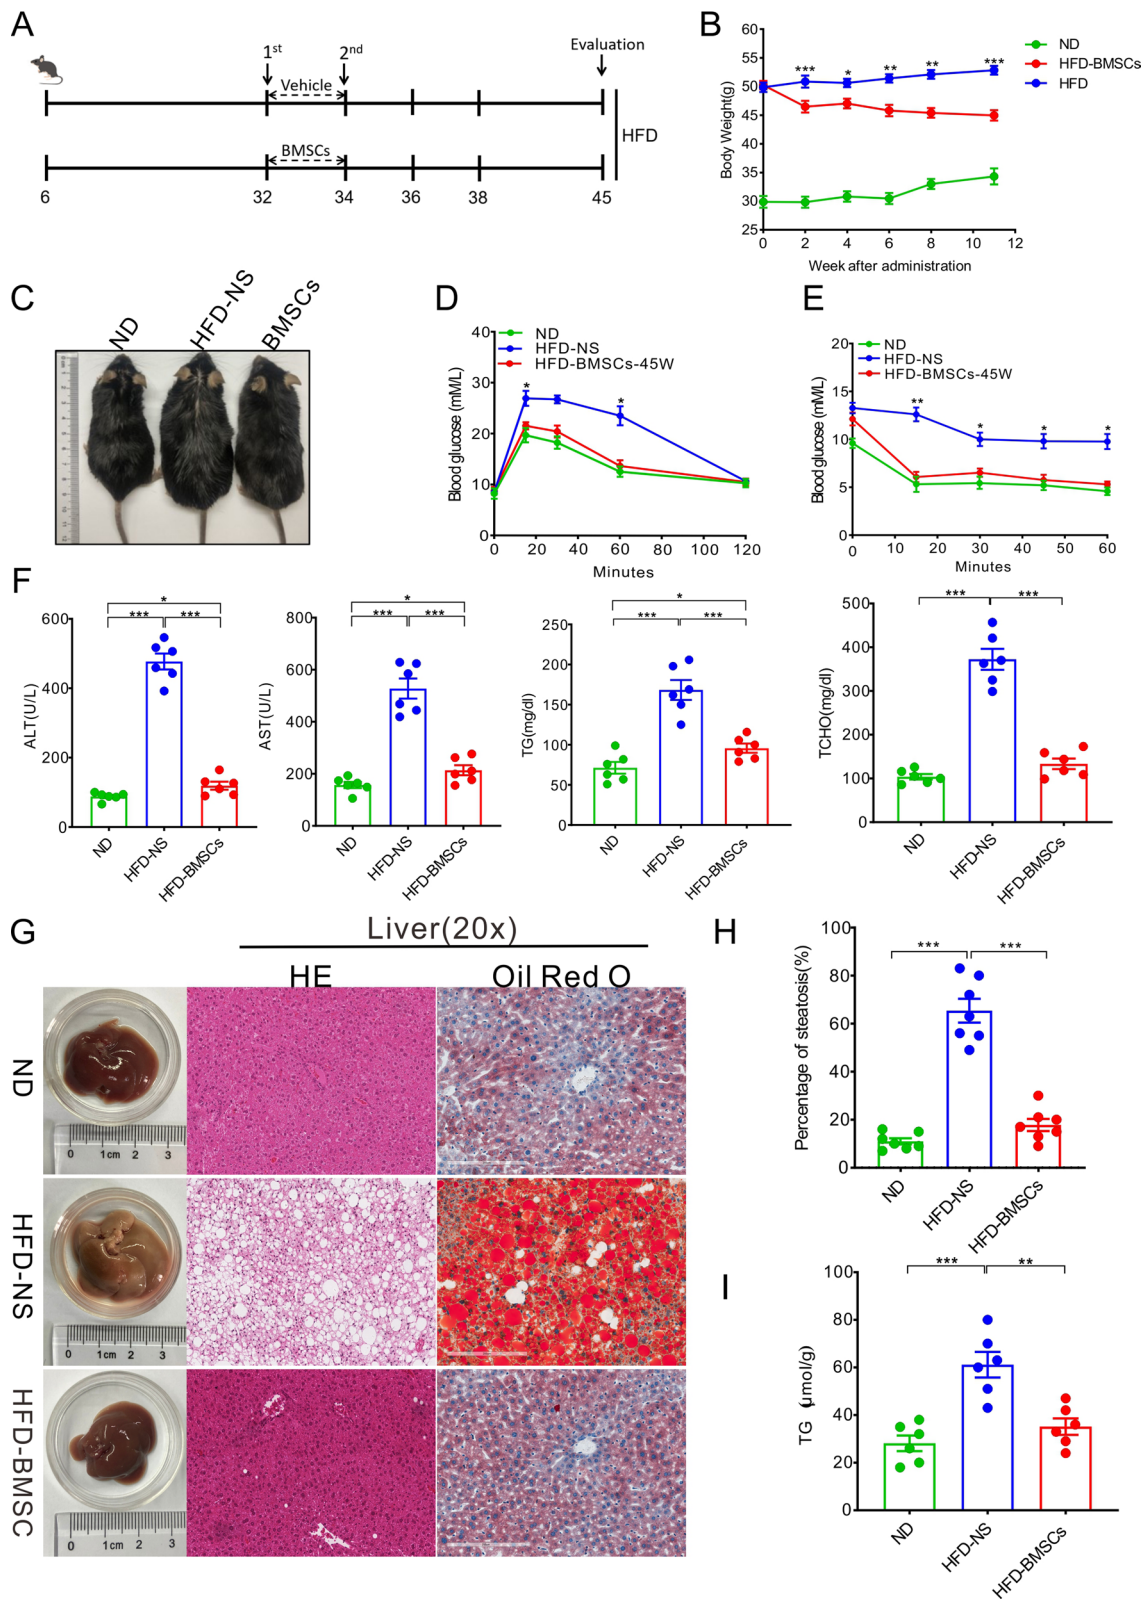 A
1st
2nd
Evaluation
Vehicle
BMSCs
HFD
6
32
34
36
38
45
B
60
55
50
45
40
35
30
25
Body Weight(g)
0
2
4
6
8
10
12
Week after administration
***
*
**
**
***
ND
HFD-BMSCs
HFD
C
ND
HFD-NS
BMSCs
D
40
30
20
10
0
Blood glucose (mM/L)
ND
HFD-NS
HFD-BMSCs-45W
*
*
0
20
40
60
80
100
120
Minutes
E
20
15
10
5
0
Blood glucose (mM/L)
ND
HFD-NS
HFD-BMSCs-45W
**
*
*
*
0
10
20
30
40
50
60
Minutes
F
*
***
***
600
400
200
0
ALT(U/L)
ND
HFD-NS
HFD-BMSCs
*
***
***
800
600
400
200
0
AST(U/L)
ND
HFD-NS
HFD-BMSCs
*
***
***
250
200
150
100
50
0
TG(mg/dl)
ND
HFD-NS
HFD-BMSCs
***
***
500
400
300
200
100
0
TCHO(mg/dl)
ND
HFD-NS
HFD-BMSCs
G
Liver(20x)
HE
Oil Red O
ND
0 1cm 2 3
HFD-NS
0 1cm 2 3
HFD-BMSC
0 1cm 2 3
H
***
***
100
80
60
40
20
0
Percentage of steatosis(%)
ND
HFD-NS
HFD-BMSCs
I
***
**
100
80
60
40
20
0
TG (μmol/g)
ND
HFD-NS
HFD-BMSCs